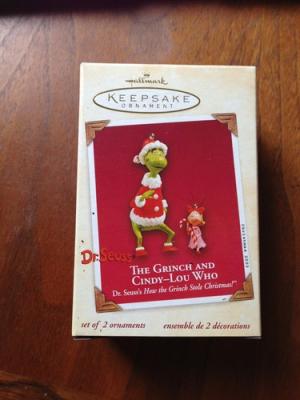 Hallmark
KEEPSAKE
ORNAMENT
Dr. Seuss
THE GRINCH AND
CINDY–LOU WHO
Dr. Seuss's How the Grinch Stole Christmas!™
set of 2 ornaments
ensemble de 2 décorations